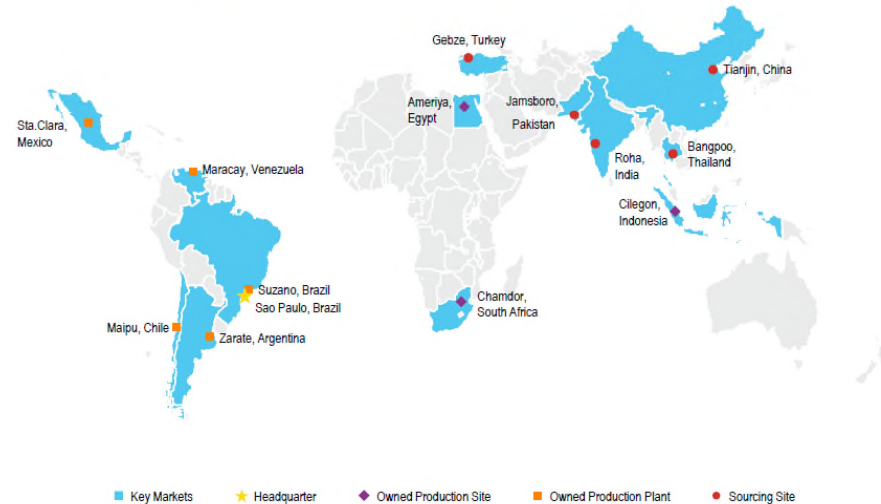 Gebze, Turkey
Tianjin, China
Ameriya,
Egypt
Jamsboro,
Pakistan
Sta.Clara,
Mexico
Bangpoo,
Thailand
Roha,
India
Maracay, Venezuela
Cilegon,
Indonesia
Suzano, Brazil
Sao Paulo, Brazil
Chamdor,
South Africa
Maipu, Chile
Zarate, Argentina
Key Markets
Headquarter
Owned Production Site
Owned Production Plant
Sourcing Site